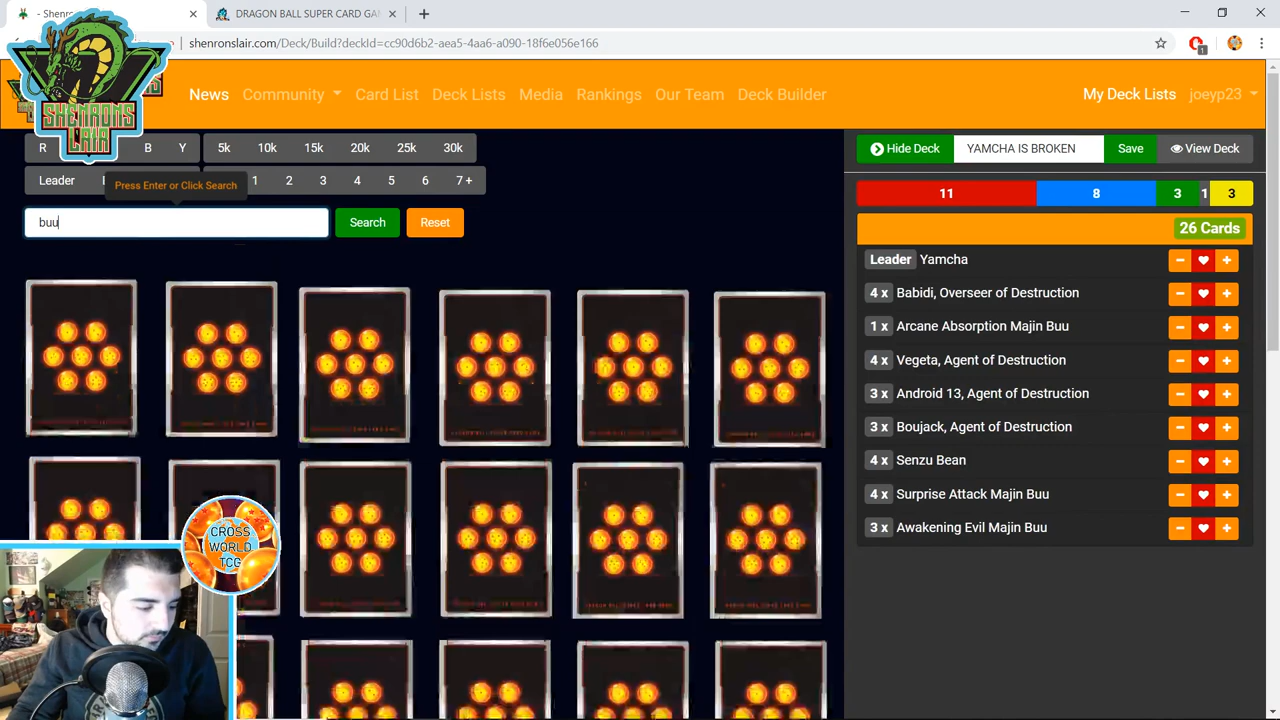 - Shenro
DRAGON BALL SUPER CARD GA
shenronslair.com/Deck/Build?deckId=cc90d6b2-aea5-4aa6-a090-18f6e056e166
1
SHENRONS
LAIR
News
Community
Card List
Deck Lists
Media
Rankings
Our Team
Deck Builder
My Deck Lists
joeyp23
R
B
Y
5k
10k
15k
20k
25k
30k
Leader
1
2
3
4
5
6
7+
Press Enter or Click Search
buu
Search
Reset
Hide Deck
YAMCHA IS BROKEN
Save
View Deck
11
8
3
1
3
26 Cards
Leader Yamcha
4 x Babidi, Overseer of Destruction
1 x Arcane Absorption Majin Buu
4 x Vegeta, Agent of Destruction
3 x Android 13, Agent of Destruction
3 x Boujack, Agent of Destruction
4 x Senzu Bean
4 x Surprise Attack Majin Buu
3 x Awakening Evil Majin Buu
CROSS
WORLD
TCG